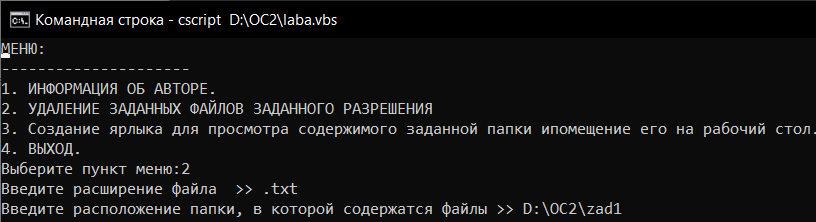 Командная строка - cscript D:\OC2\laba.vbs
МЕНЮ:
---------------------
1. ИНФОРМАЦИЯ ОБ АВТОРЕ.
2. УДАЛЕНИЕ ЗАДАННЫХ ФАЙЛОВ ЗАДАННОГО РАЗРЕШЕНИЯ
3. Создание ярлыка для просмотра содержимого заданной папки ипомещение его на рабочий стол.
4. ВЫХОД.
Выберите пункт меню:2
Введите расширение файла  >> .txt
Введите расположение папки, в которой содержатся файлы >> D:\OC2\zad1